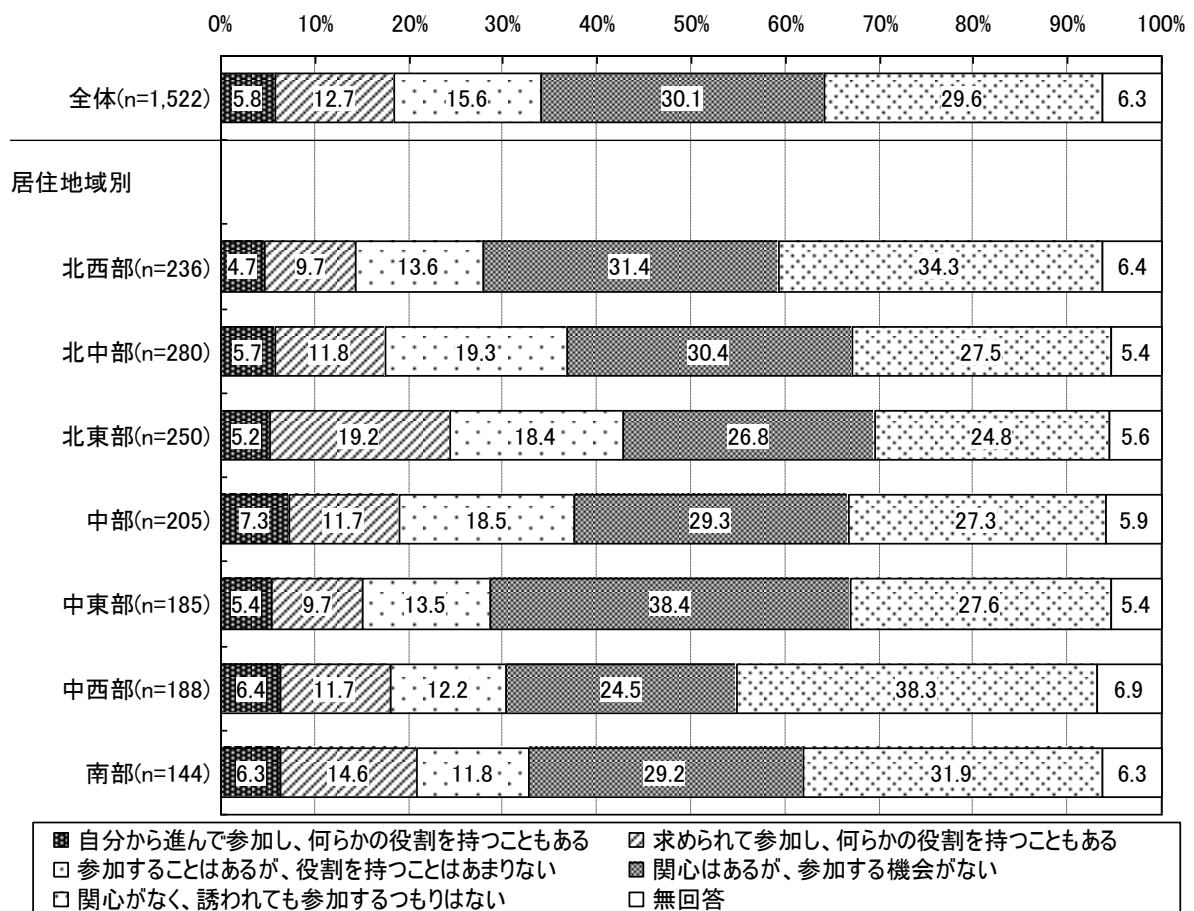 0% 10% 20% 30% 40% 50% 60% 70% 80% 90% 100%
全体(n=1,522) 5.8 12.7 15.6 30.1 29.6 6.3
居住地域別
北西部(n=236) 4.7 9.7 13.6 31.4 34.3 6.4
北中部(n=280) 5.7 11.8 19.3 30.4 27.5 5.4
北東部(n=250) 5.2 19.2 18.4 26.8 24.8 5.6
中部(n=205) 7.3 11.7 18.5 29.3 27.3 5.9
中東部(n=185) 5.4 9.7 13.5 38.4 27.6 5.4
中西部(n=188) 6.4 11.7 12.2 24.5 38.3 6.9
南部(n=144) 6.3 14.6 11.8 29.2 31.9 6.3
自分から進んで参加し、何らかの役割を持つこともある 求められて参加し、何らかの役割を持つこともある
参加することはあるが、役割を持つことはあまりない 関心はあるが、参加する機会がない
関心がなく、誘われても参加するつもりはない 無回答